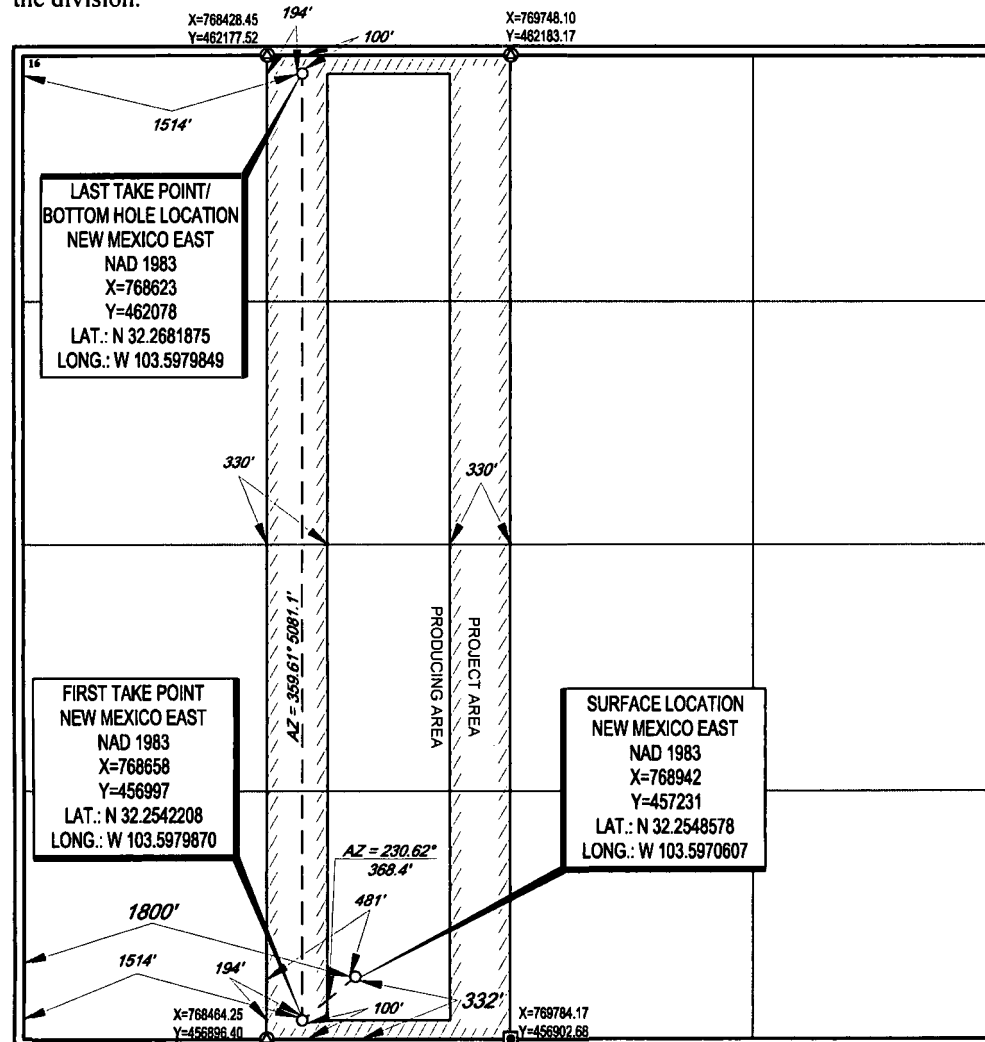 the division.
X=768428.45
Y=462177.52
194'
100'
X=769748.10
Y=462183.17
16
1514'
LAST TAKE POINT/
BOTTOM HOLE LOCATION
NEW MEXICO EAST
NAD 1983
X=768623
Y=462078
LAT.: N 32.2681875
LONG.: W 103.5979849
330'
330'
AZ = 359.61° 5081.1'
PRODUCING AREA
PROJECT AREA
FIRST TAKE POINT
NEW MEXICO EAST
NAD 1983
X=768658
Y=456997
LAT.: N 32.2542208
LONG.: W 103.5979870
SURFACE LOCATION
NEW MEXICO EAST
NAD 1983
X=768942
Y=457231
LAT.: N 32.2548578
LONG.: W 103.5970607
AZ = 230.62°
368.4'
481'
1800'
1514'
194'
332'
100'
X=768464.25
Y=456896.40
X=769784.17
Y=456902.68